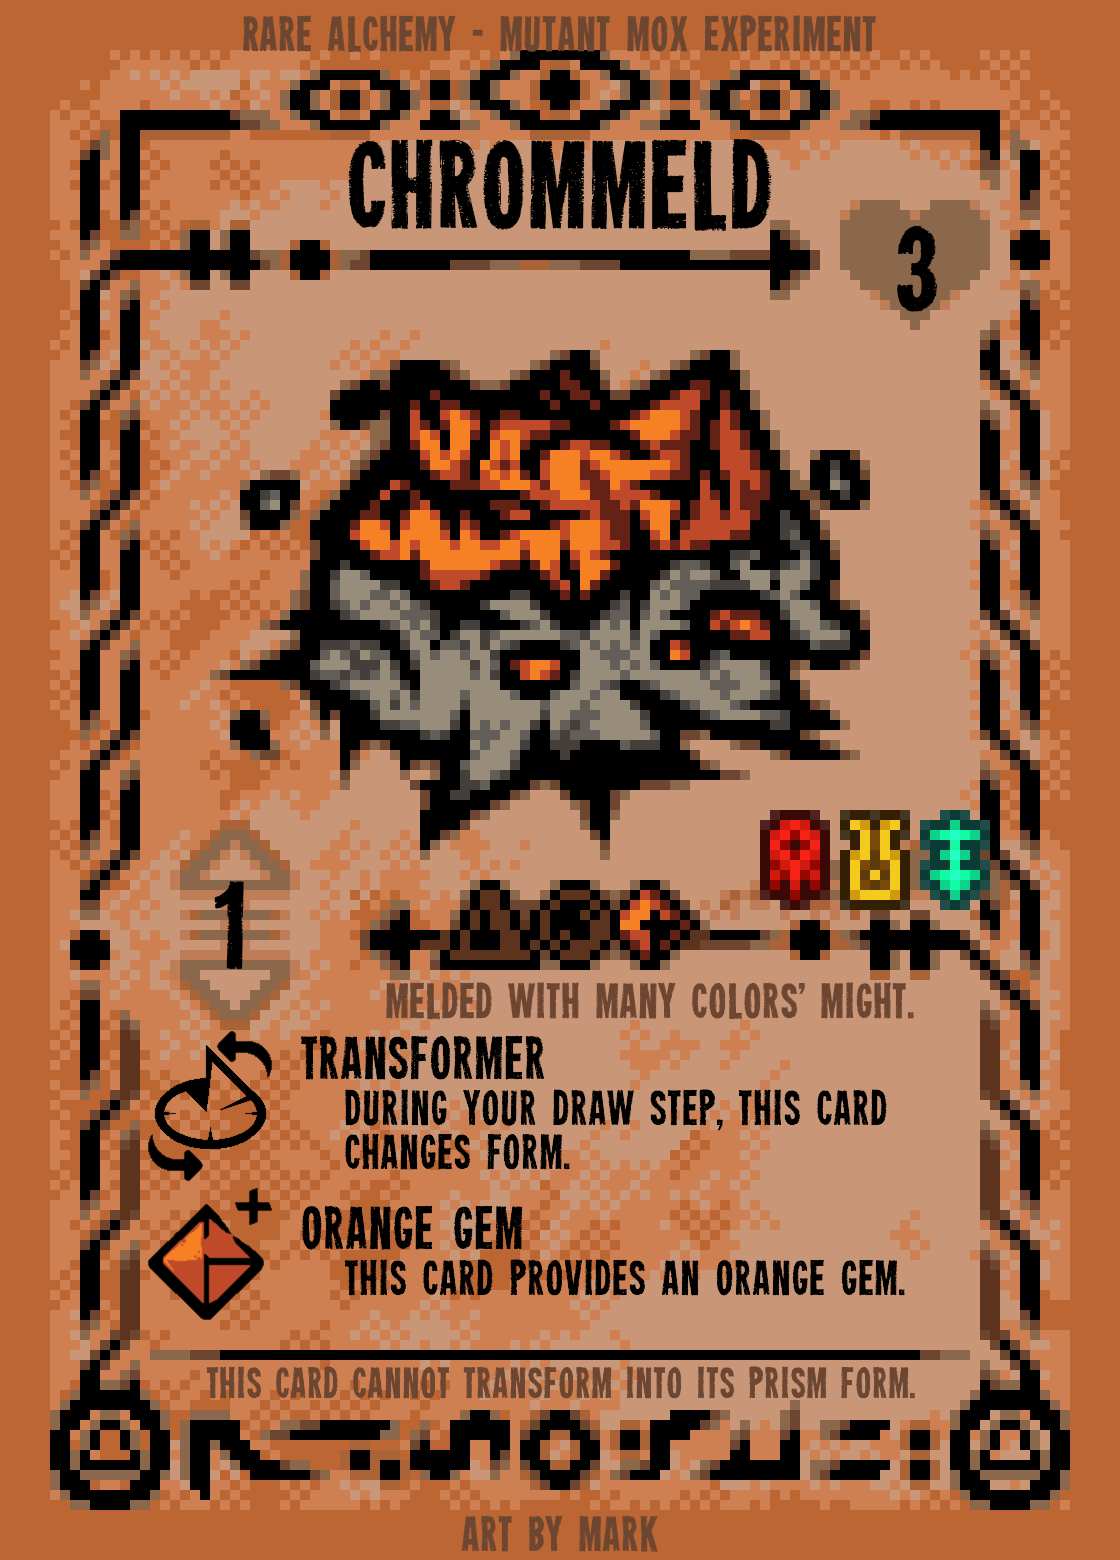 RARE ALCHEMY - MUTANT MOX EXPERIMENT
CHROMMELD
3
1
MELDED WITH MANY COLORS' MIGHT.
TRANSFORMER
DURING YOUR DRAW STEP, THIS CARD
CHANGES FORM.
ORANGE GEM
THIS CARD PROVIDES AN ORANGE GEM.
THIS CARD CANNOT TRANSFORM INTO ITS PRISM FORM.
ART BY MARK